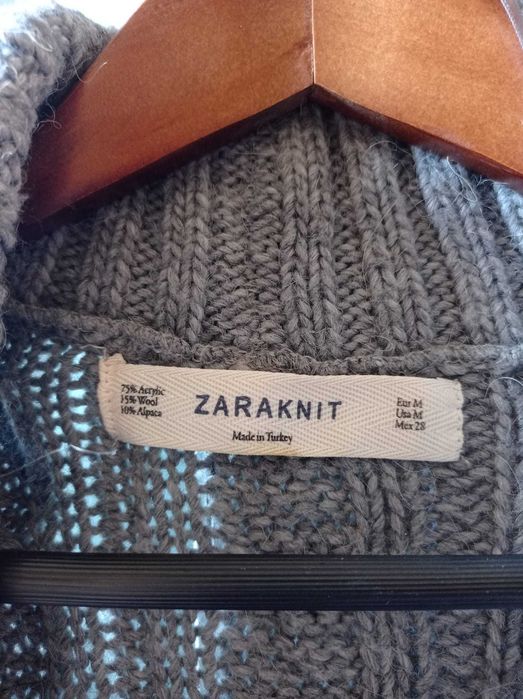 75% Acrylic
15% Wool
10% Alpaca
ZARAKNIT
Made in Turkey
Eur M
Usa M
Mex 28